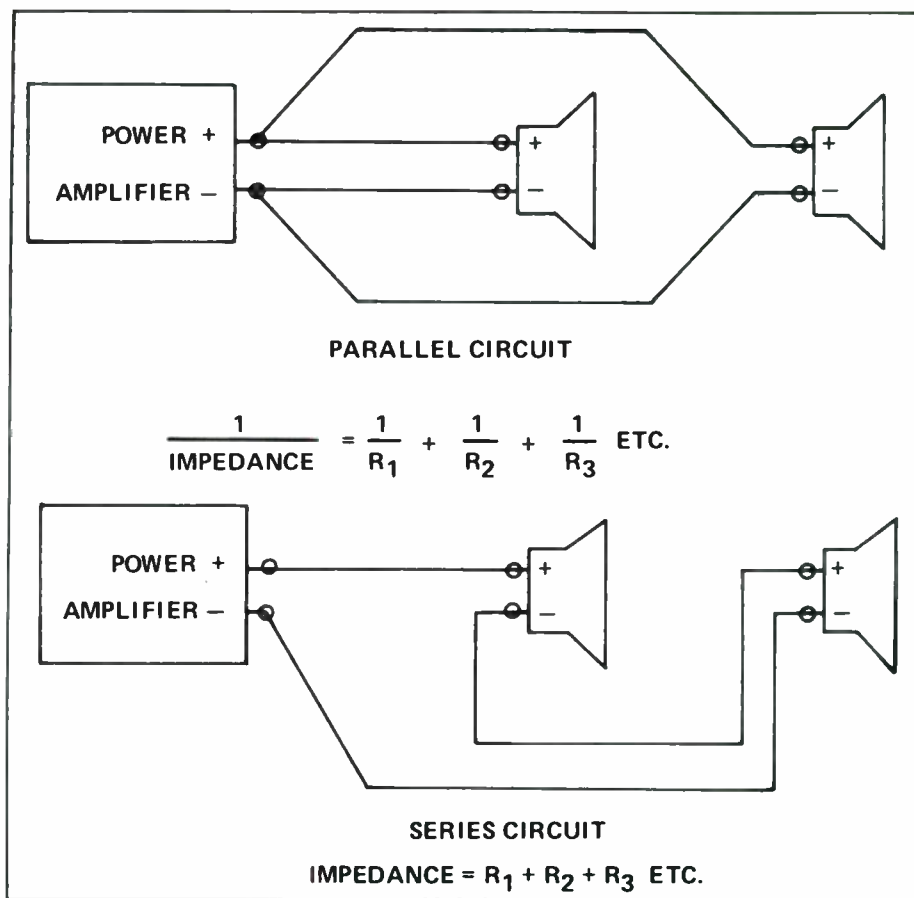 POWER +
AMPLIFIER −
+
−
+
−
PARALLEL CIRCUIT
1 / IMPEDANCE = 1 / R1 + 1 / R2 + 1 / R3 ETC.
POWER +
AMPLIFIER −
+
−
+
−
SERIES CIRCUIT
IMPEDANCE = R1 + R2 + R3 ETC.